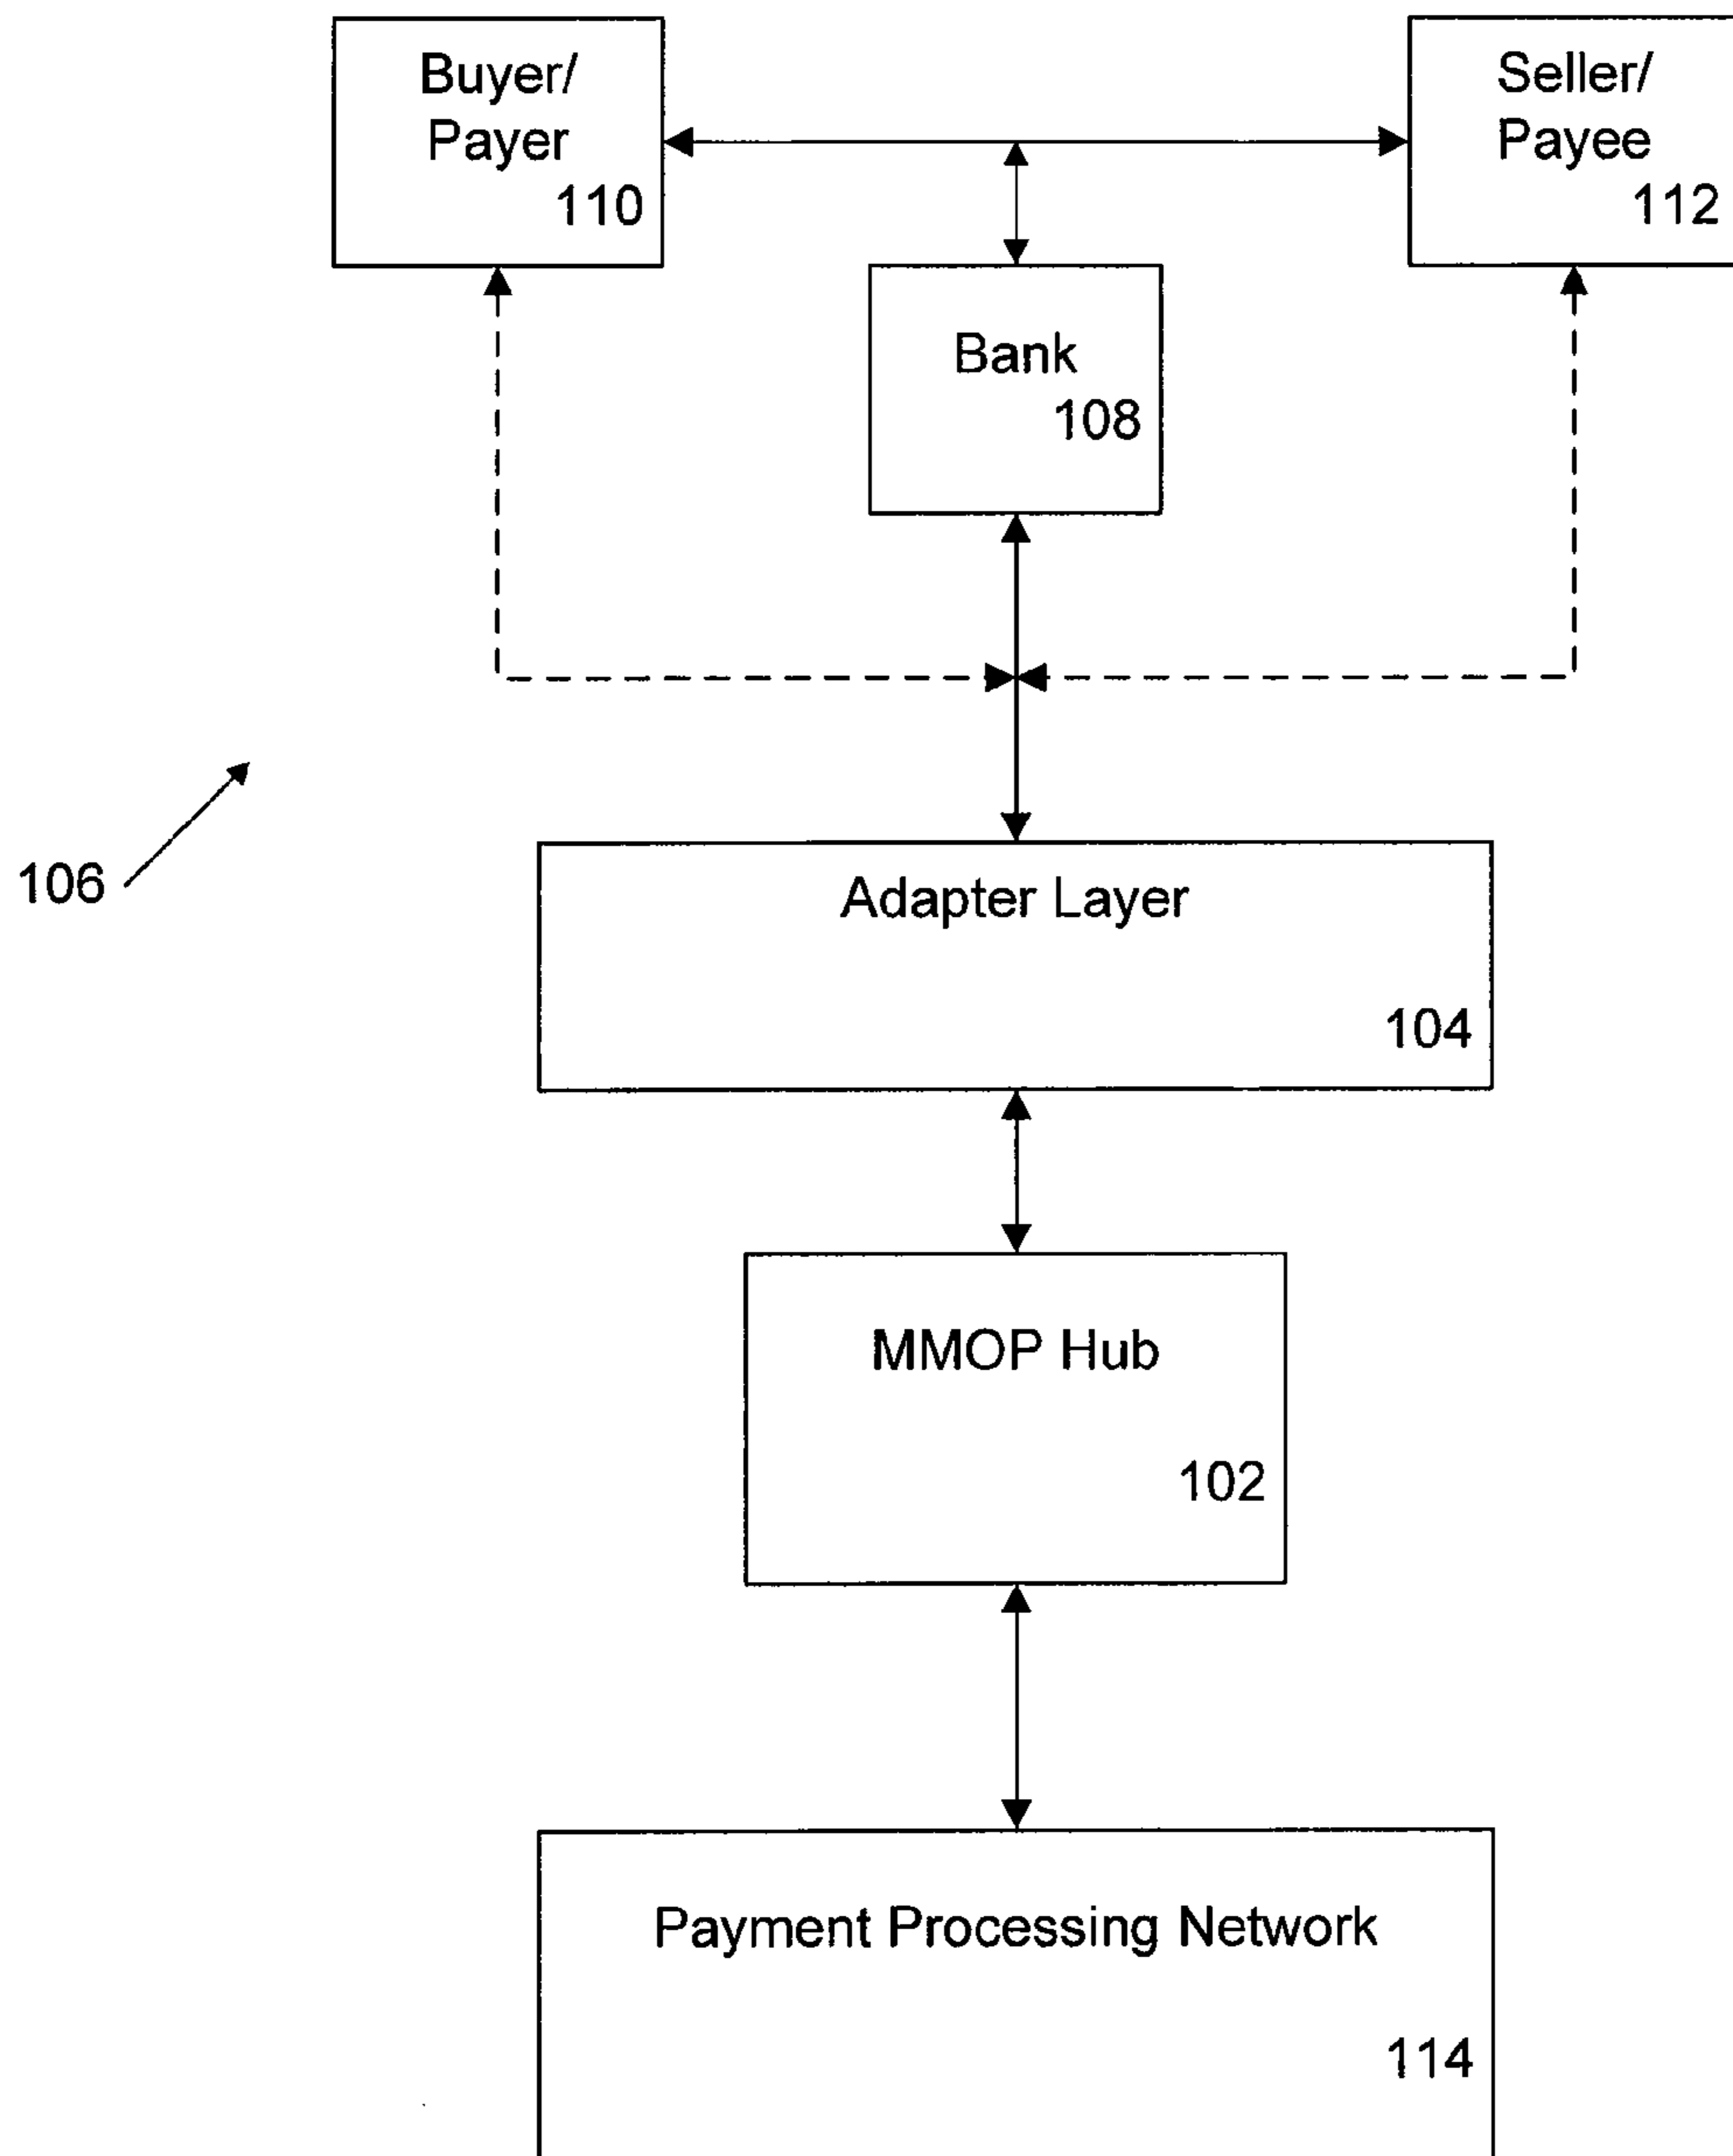 Buyer/
Payer
110
Seller/
Payee
112
Bank
108
106
Adapter Layer
104
MMOP Hub
102
Payment Processing Network
114